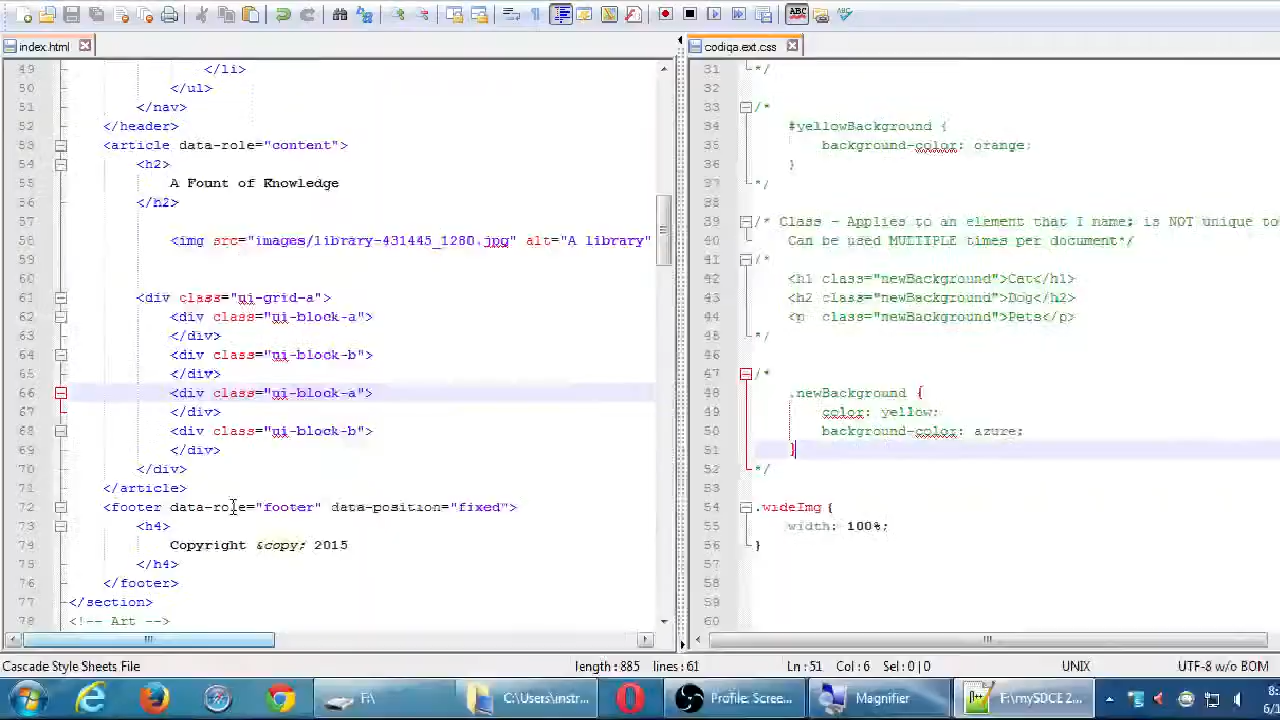 index.html
codiqa.ext.css
49 </li>
50 </ul>
51 </nav>
52 </header>
53 <article data-role="content">
54 <h2>
55 A Fount of Knowledge
56 </h2>
57
58 <img src="images/library-431445_1280.jpg" alt="A library"
59
60
61 <div class="ui-grid-a">
62 <div class="ui-block-a">
63 </div>
64 <div class="ui-block-b">
65 </div>
66 <div class="ui-block-a">
67 </div>
68 <div class="ui-block-b">
69 </div>
70 </div>
71 </article>
72 <footer data-role="footer" data-position="fixed">
73 <h4>
74 Copyright &copy; 2015
75 </h4>
76 </footer>
77 </section>
78 <!-- Art -->
31 */
32
33 /*
34 #yellowBackground {
35 background-color: orange;
36 }
37 */
38
39 /* Class - Applies to an element that I name; is NOT unique to
40 Can be used MULTIPLE times per document*/
41 /*
42 <h1 class="newBackground">Cat</h1>
43 <h2 class="newBackground">Dog</h2>
44 <p class="newBackground">Pets</p>
45 */
46
47 /*
48 .newBackground {
49 color: yellow;
50 background-color: azure;
51 }
52 */
53
54 .wideImg {
55 width: 100%;
56 }
57
58
59
60
Cascade Style Sheets File length : 885 lines : 61 Ln : 51 Col : 6 Sel : 0 | 0 UNIX UTF-8 w/o BOM
F:\ C:\Users\instr... Profile: Scree... Magnifier F:\mySDCE 2... 6/1